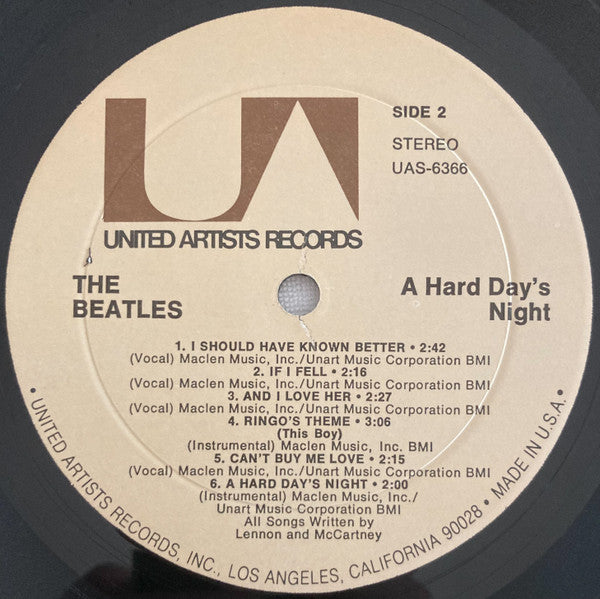 UA
UNITED ARTISTS RECORDS
SIDE 2
STEREO
UAS-6366
THE
BEATLES
A Hard Day's
Night
1. I SHOULD HAVE KNOWN BETTER • 2:42
(Vocal) Maclen Music, Inc./Unart Music Corporation BMI
2. IF I FELL • 2:16
(Vocal) Maclen Music, Inc./Unart Music Corporation BMI
3. AND I LOVE HER • 2:27
(Vocal) Maclen Music, Inc./Unart Music Corporation BMI
4. RINGO'S THEME • 3:06
(This Boy)
(Instrumental) Maclen Music, Inc. BMI
5. CAN'T BUY ME LOVE • 2:15
(Vocal) Maclen Music, Inc./Unart Music Corporation BMI
6. A HARD DAY'S NIGHT • 2:00
(Instrumental) Maclen Music, Inc./
Unart Music Corporation BMI
All Songs Written by
Lennon and McCartney
• UNITED ARTISTS RECORDS, INC., LOS ANGELES, CALIFORNIA 90028 • MADE IN U.S.A. •